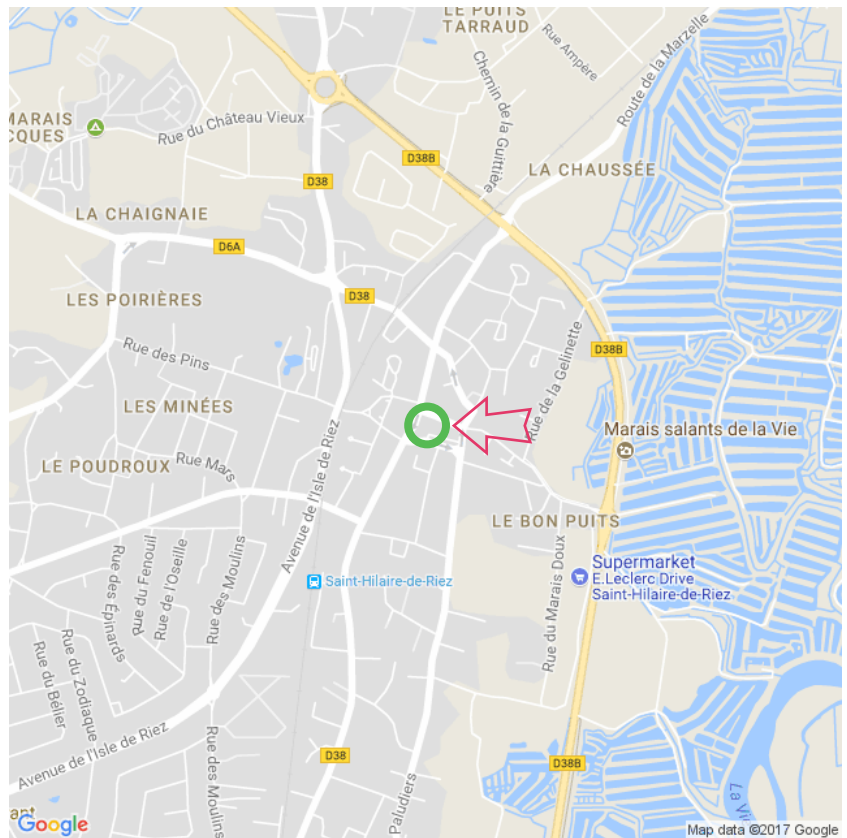 LE PUITS
TARRAUD
Rue Ampère
Route de la Marzelle
MARAIS
CQUES
Rue du Château Vieux
Chemin de la Guittière
D38B
LA CHAUSSÉE
D38
LA CHAIGNAIE
D6A
LES POIRIÈRES
D38
Rue des Pins
D38B
Rue de la Gelinette
LES MINÉES
Marais salants de la Vie
LE POUDROUX
Rue Mars
Avenue de l'Isle de Riez
LE BON PUITS
Rue des Épinards
Rue du Fenouil
Rue de l'Oseille
Rue des Moulins
Saint-Hilaire-de-Riez
Rue du Marais Doux
Supermarket
E.Leclerc Drive
Saint-Hilaire-de-Riez
Rue du Bélier
Rue du Zodiaque
Avenue de l'Isle de Riez
Rue des Moulins
D38
D38B
Paludiers
La Vi
ant
Google
Map data ©2017 Google